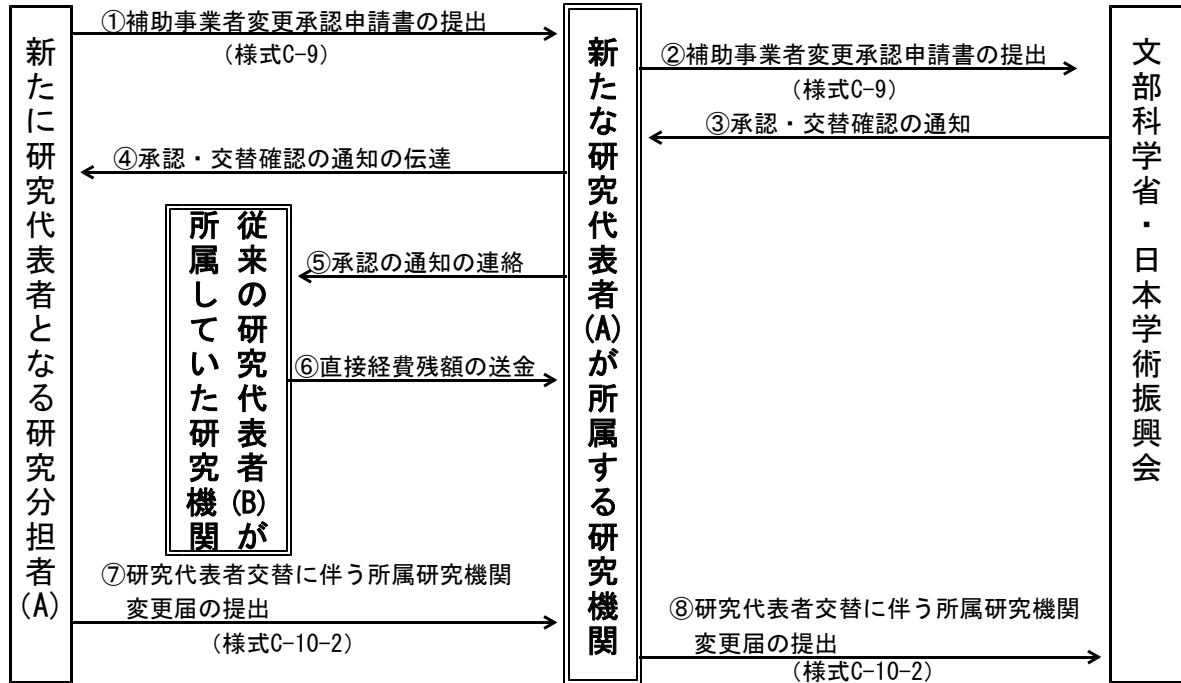 新たに研究代表者となる研究分担者(A)
①補助事業者変更承認申請書の提出
(様式C-9)
新たな研究代表者(A)が所属する研究機関
②補助事業者変更承認申請書の提出
(様式C-9)
③承認・交替確認の通知
文部科学省・日本学術振興会
④承認・交替確認の通知の伝達
従来の研究代表者(B)が
所属していた研究機関
⑤承認の通知の連絡
⑥直接経費残額の送金
⑦研究代表者交替に伴う所属研究機関
変更届の提出
(様式C-10-2)
⑧研究代表者交替に伴う所属研究機関
変更届の提出
(様式C-10-2)